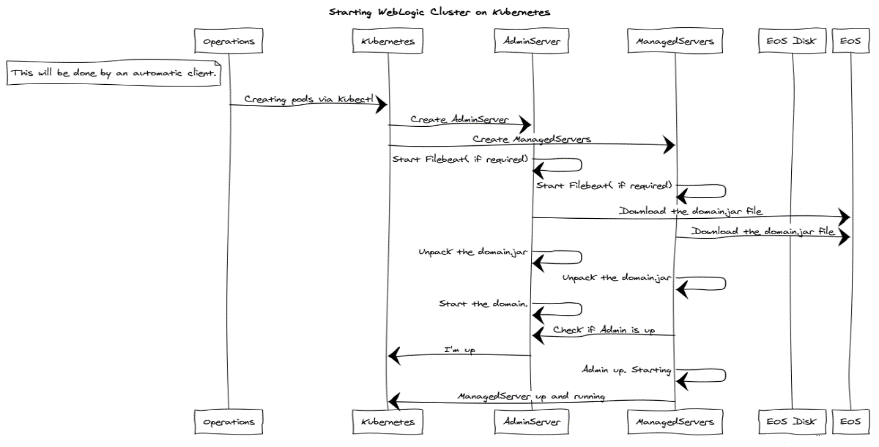 Starting WebLogic Cluster on Kubernetes
Operations Kubernetes AdminServer ManagedServers EOS Disk EOS
This will be done by an automatic client.
Creating pods via Kubectl
Create AdminServer
Create ManagedServers
Start Filebeat( if required)
Start Filebeat( if required)
Download the domain.jar file
Download the domain.jar file
Unpack the domain.jar
Unpack the domain.jar
Start the domain.
Check if Admin is up
I'm up
Admin up. Starting
ManagedServer up and running
Operations Kubernetes AdminServer ManagedServers EOS Disk EOS